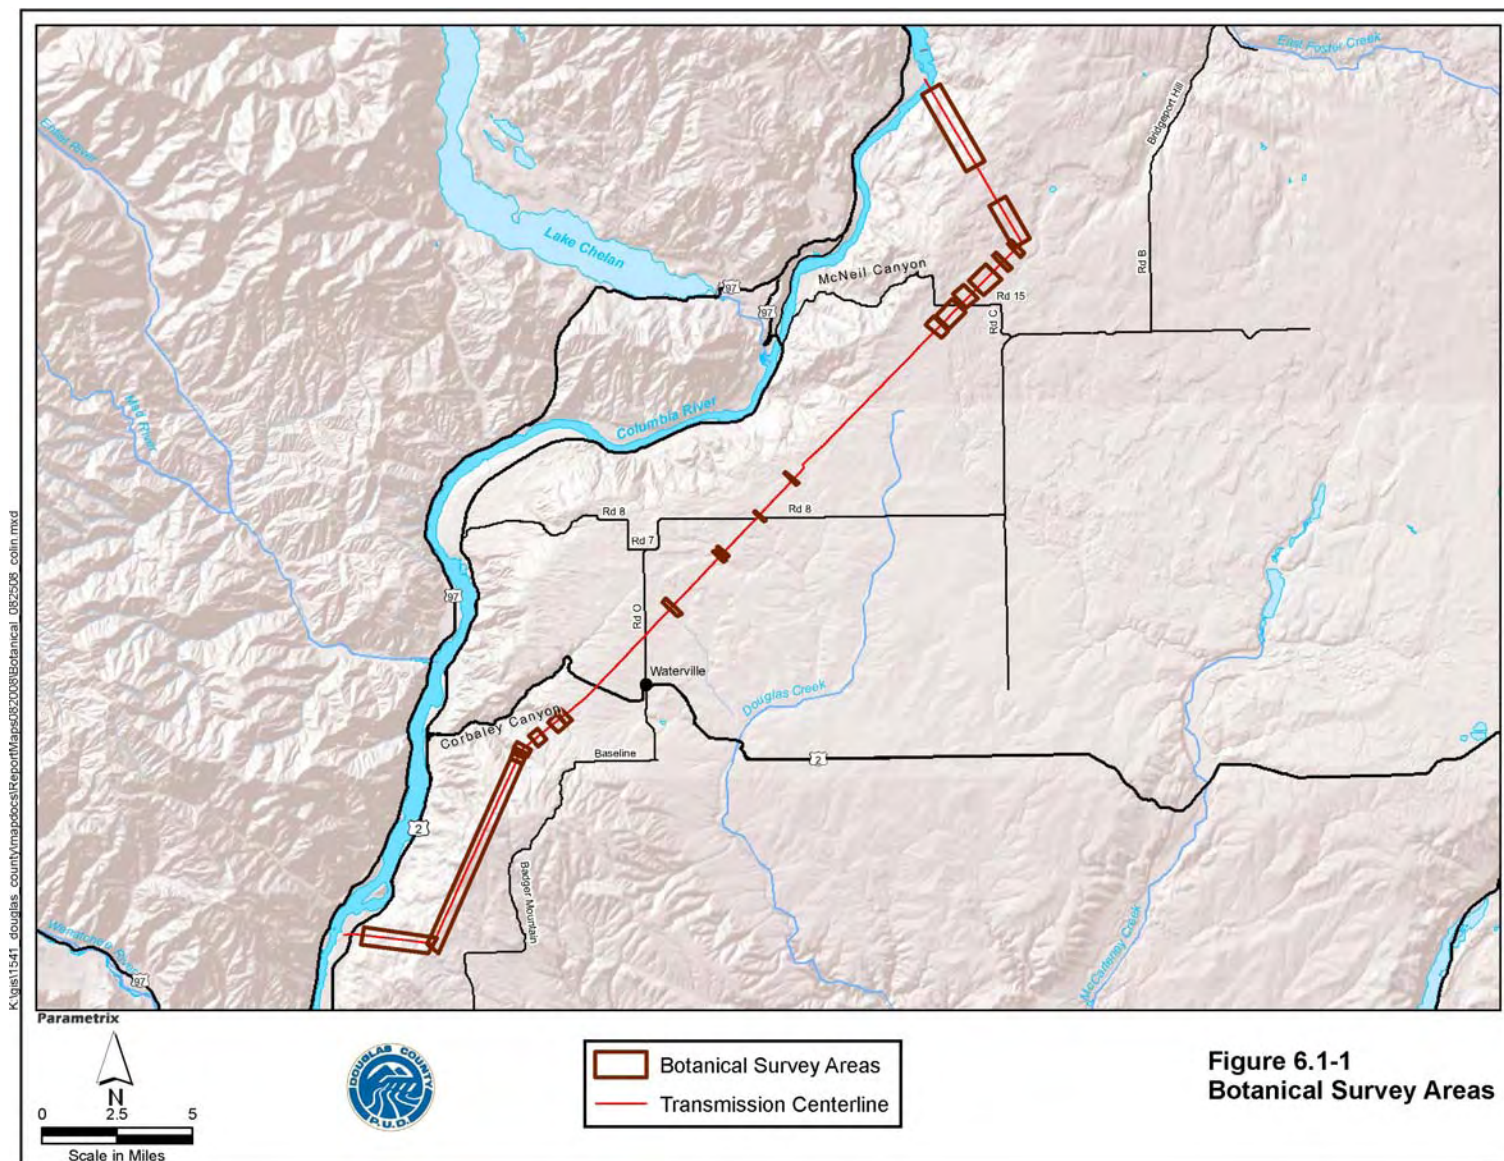 East Foster Creek
Entiat River
Bridgeport Hill
Lake Chelan
McNeil Canyon
97
97
Rd B
Rd 15
Rd C
Mad River
Columbia River
Rd 8
Rd 8
Rd 7
97
Rd O
Waterville
Douglas Creek
Corbaley Canyon
Baseline
2
2
Badger Mountain
McCarteney Creek
Wenatchee River
97
K:\gis\1541_douglas_county\mapdocs\ReportMaps082008\Botanical_082508_colin.mxd
Parametrix
N
0 2.5 5
Scale in Miles
DOUGLAS COUNTY
P.U.D.
Botanical Survey Areas
Transmission Centerline
Figure 6.1-1
Botanical Survey Areas